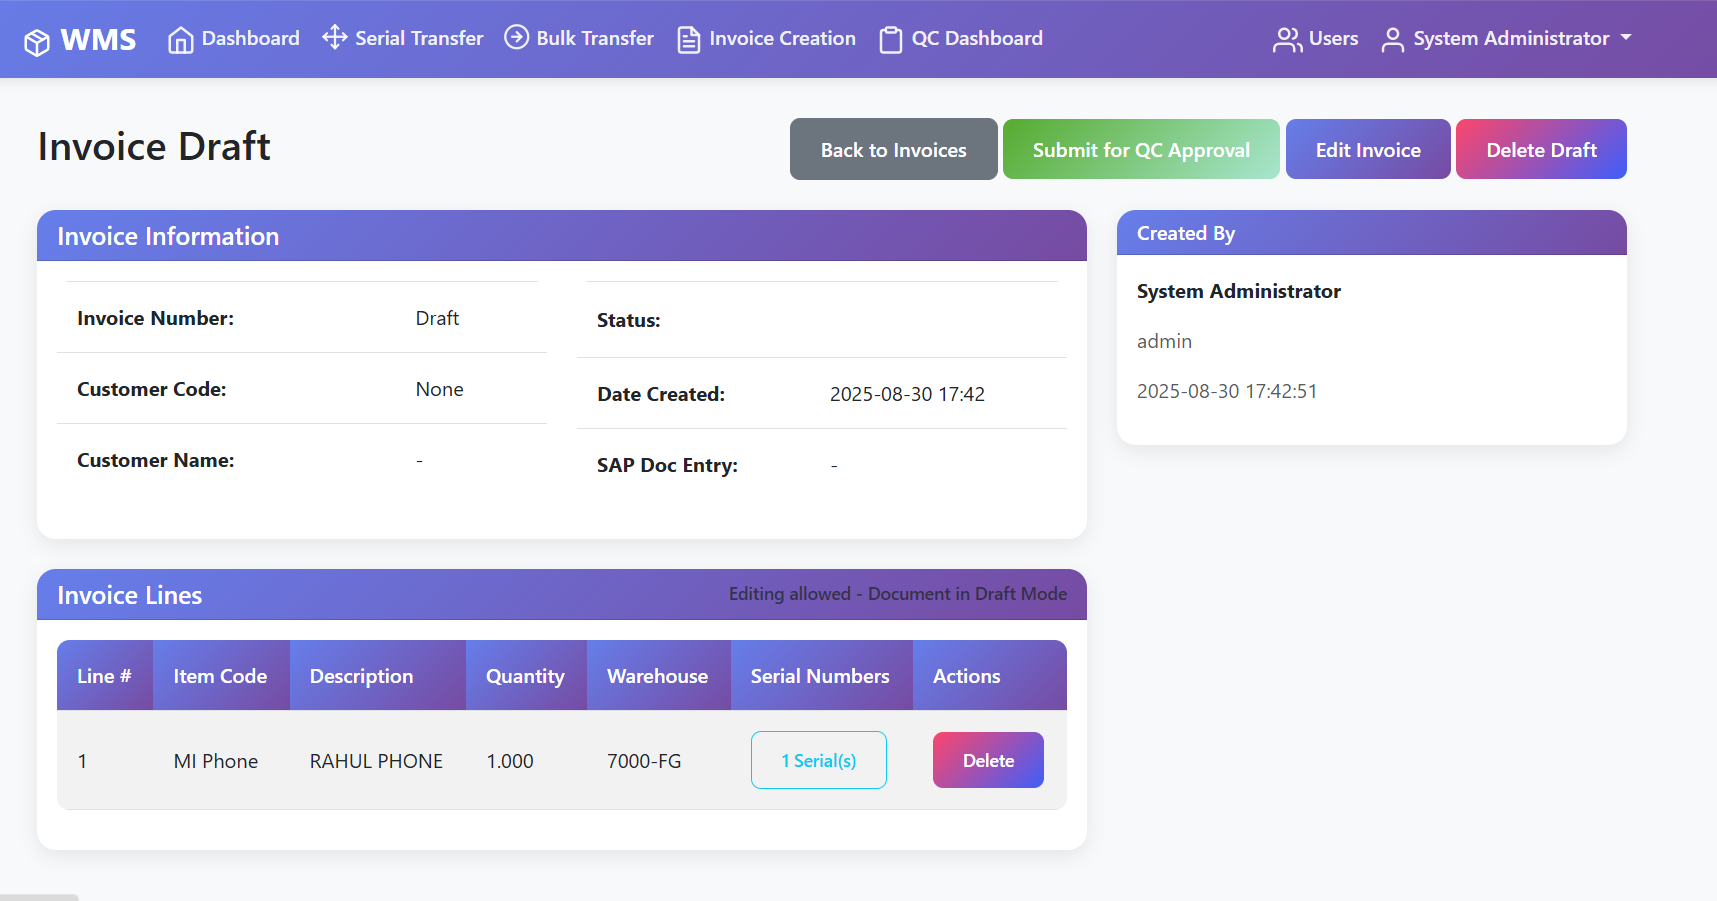 WMS Dashboard Serial Transfer Bulk Transfer Invoice Creation QC Dashboard Users System Administrator
Invoice Draft
Back to Invoices Submit for QC Approval Edit Invoice Delete Draft
Invoice Information
Invoice Number: Draft
Customer Code: None
Customer Name: -
Status:
Date Created: 2025-08-30 17:42
SAP Doc Entry: -
Created By
System Administrator
admin
2025-08-30 17:42:51
Invoice Lines Editing allowed - Document in Draft Mode
Line # Item Code Description Quantity Warehouse Serial Numbers Actions
1 MI Phone RAHUL PHONE 1.000 7000-FG 1 Serial(s) Delete